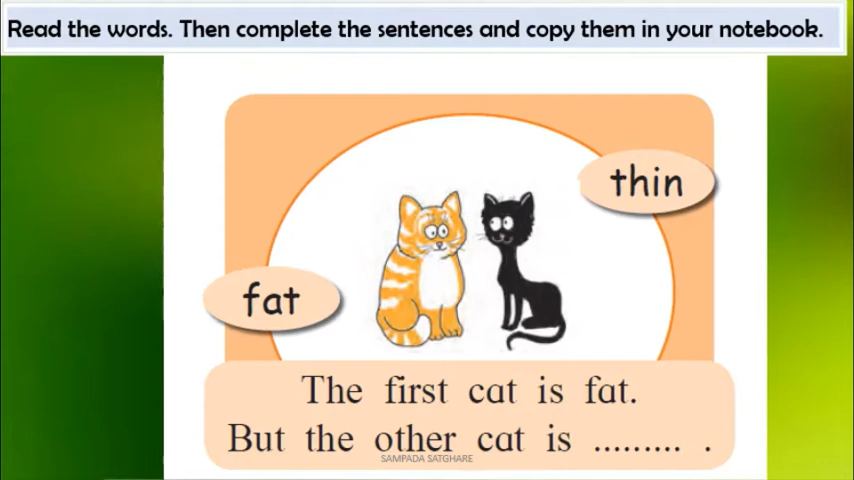 Read the words. Then complete the sentences and copy them in your notebook.
thin
fat
The first cat is fat.
But the other cat is ......... .
SAMPADA SATGHARE